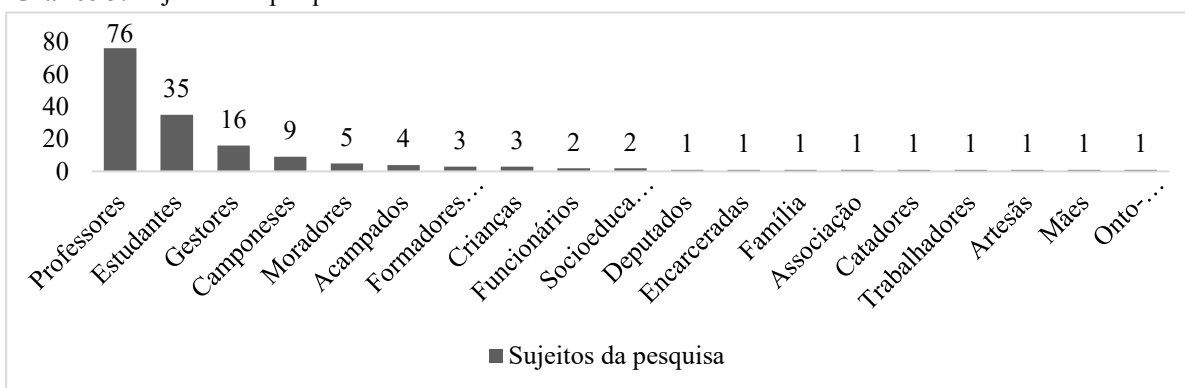 80
60
40
20
0
76
35
16
9
5
4
3
3
2
2
1
1
1
1
1
1
1
1
1
Professores
Estudantes
Gestores
Camponeses
Moradores
Acampados
Formadores…
Crianças
Funcionários
Socioeduca…
Deputados
Encarceradas
Família
Associação
Catadores
Trabalhadores
Artesãs
Mães
Onto-…
Sujeitos da pesquisa